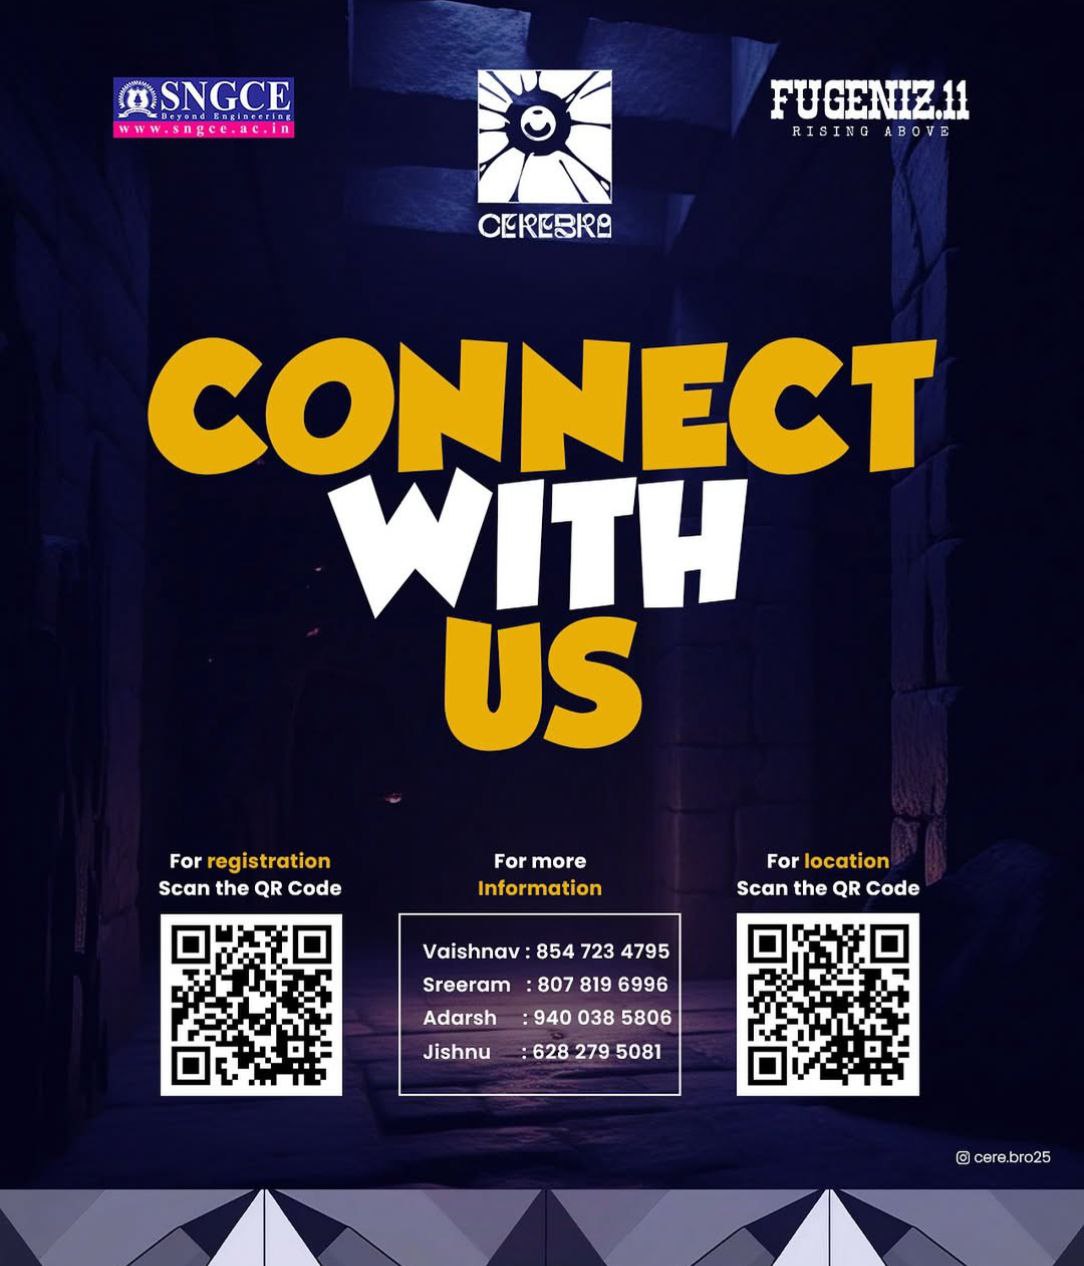 SNGCE
Beyond Engineering
www.sngce.ac.in
CEREBRO
FUGENIZ.11
RISING ABOVE
CONNECT
WITH
US
For registration
Scan the QR Code
For more
Information
Vaishnav : 854 723 4795
Sreeram : 807 819 6996
Adarsh : 940 038 5806
Jishnu : 628 279 5081
For location
Scan the QR Code
cere.bro25